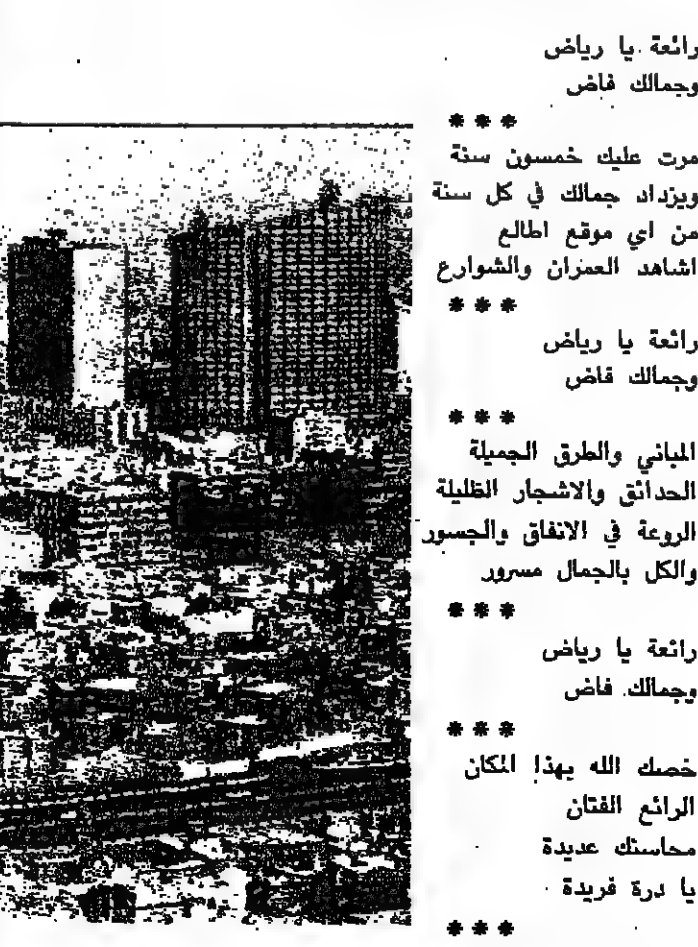 رائعة يا رياض
وجمالك فاض
* * *
مرت عليك خمسون سنة
ويزداد جمالك في كل سنة
من اي موقع اطالع
اشاهد العمران والشوارع
* * *
رائعة يا رياض
وجمالك فاض
* * *
المباني والطرق الجميلة
الحدائق والاشجار الظليلة
الروعة في الانفاق والجسور
والكل بالجمال مسرور
* * *
رائعة يا رياض
وجمالك فاض
* * *
خصك الله بهذا المكان
الرائع الفتان
محاسنك عديدة
يا درة فريدة
* * *